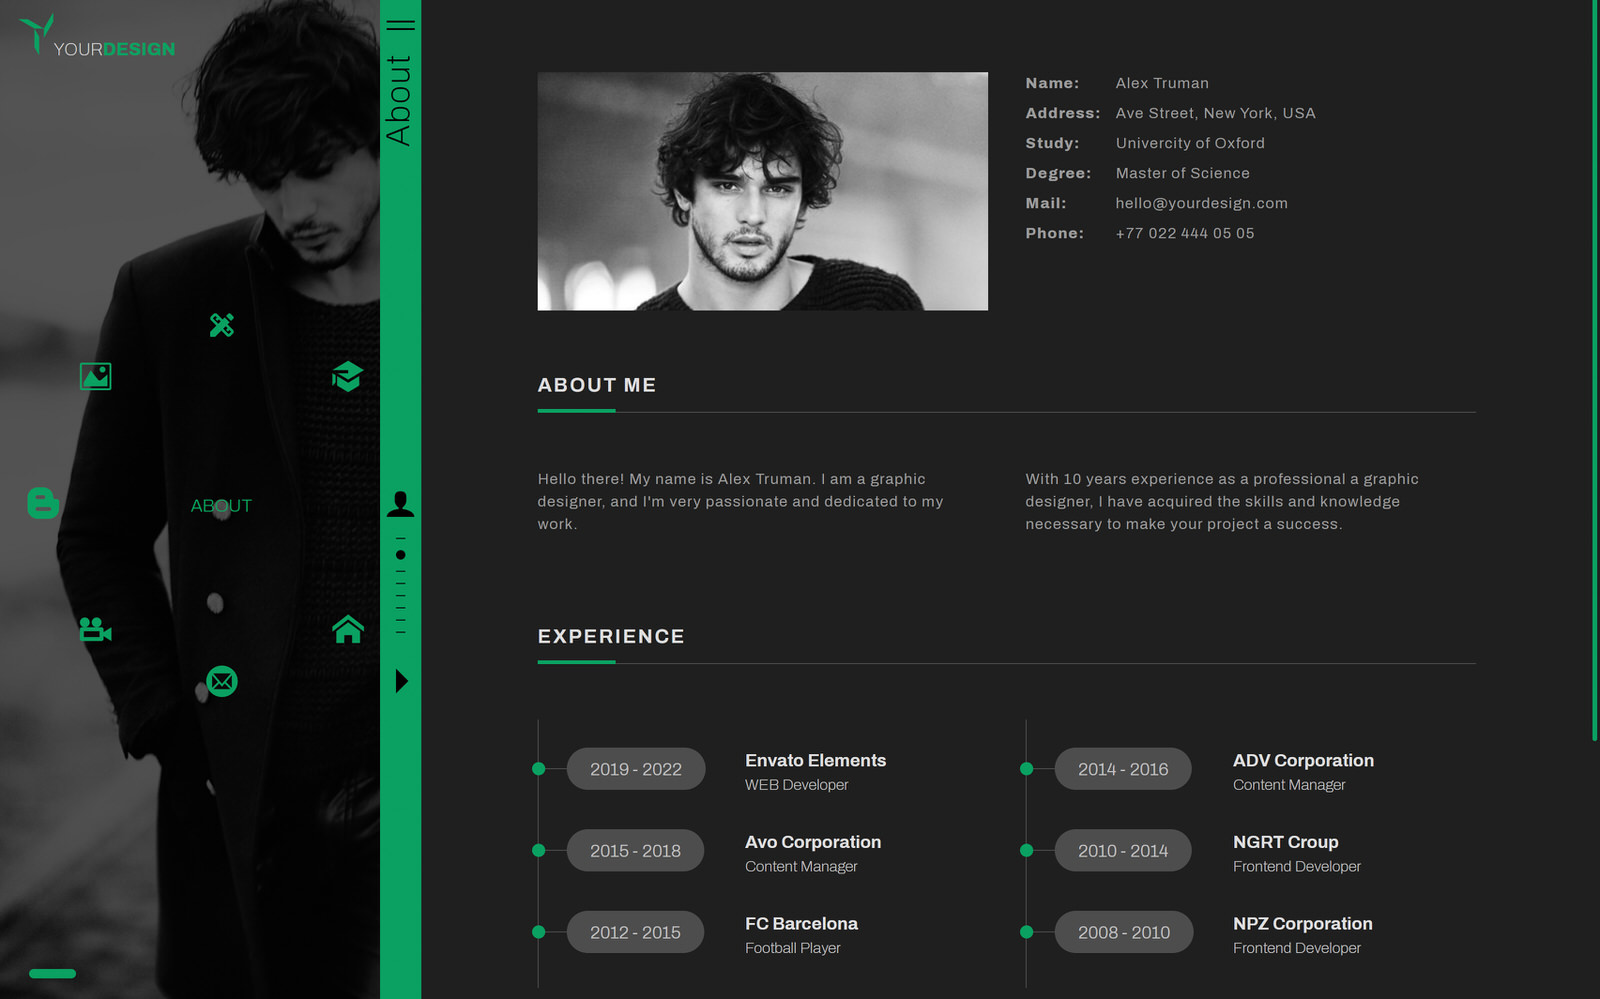 YOURDESIGN
About
ABOUT
Name: Alex Truman
Address: Ave Street, New York, USA
Study: Univercity of Oxford
Degree: Master of Science
Mail: hello@yourdesign.com
Phone: +77 022 444 05 05
ABOUT ME
Hello there! My name is Alex Truman. I am a graphic
designer, and I'm very passionate and dedicated to my
work.
With 10 years experience as a professional a graphic
designer, I have acquired the skills and knowledge
necessary to make your project a success.
EXPERIENCE
2019 - 2022
Envato Elements
WEB Developer
2015 - 2018
Avo Corporation
Content Manager
2012 - 2015
FC Barcelona
Football Player
2014 - 2016
ADV Corporation
Content Manager
2010 - 2014
NGRT Croup
Frontend Developer
2008 - 2010
NPZ Corporation
Frontend Developer